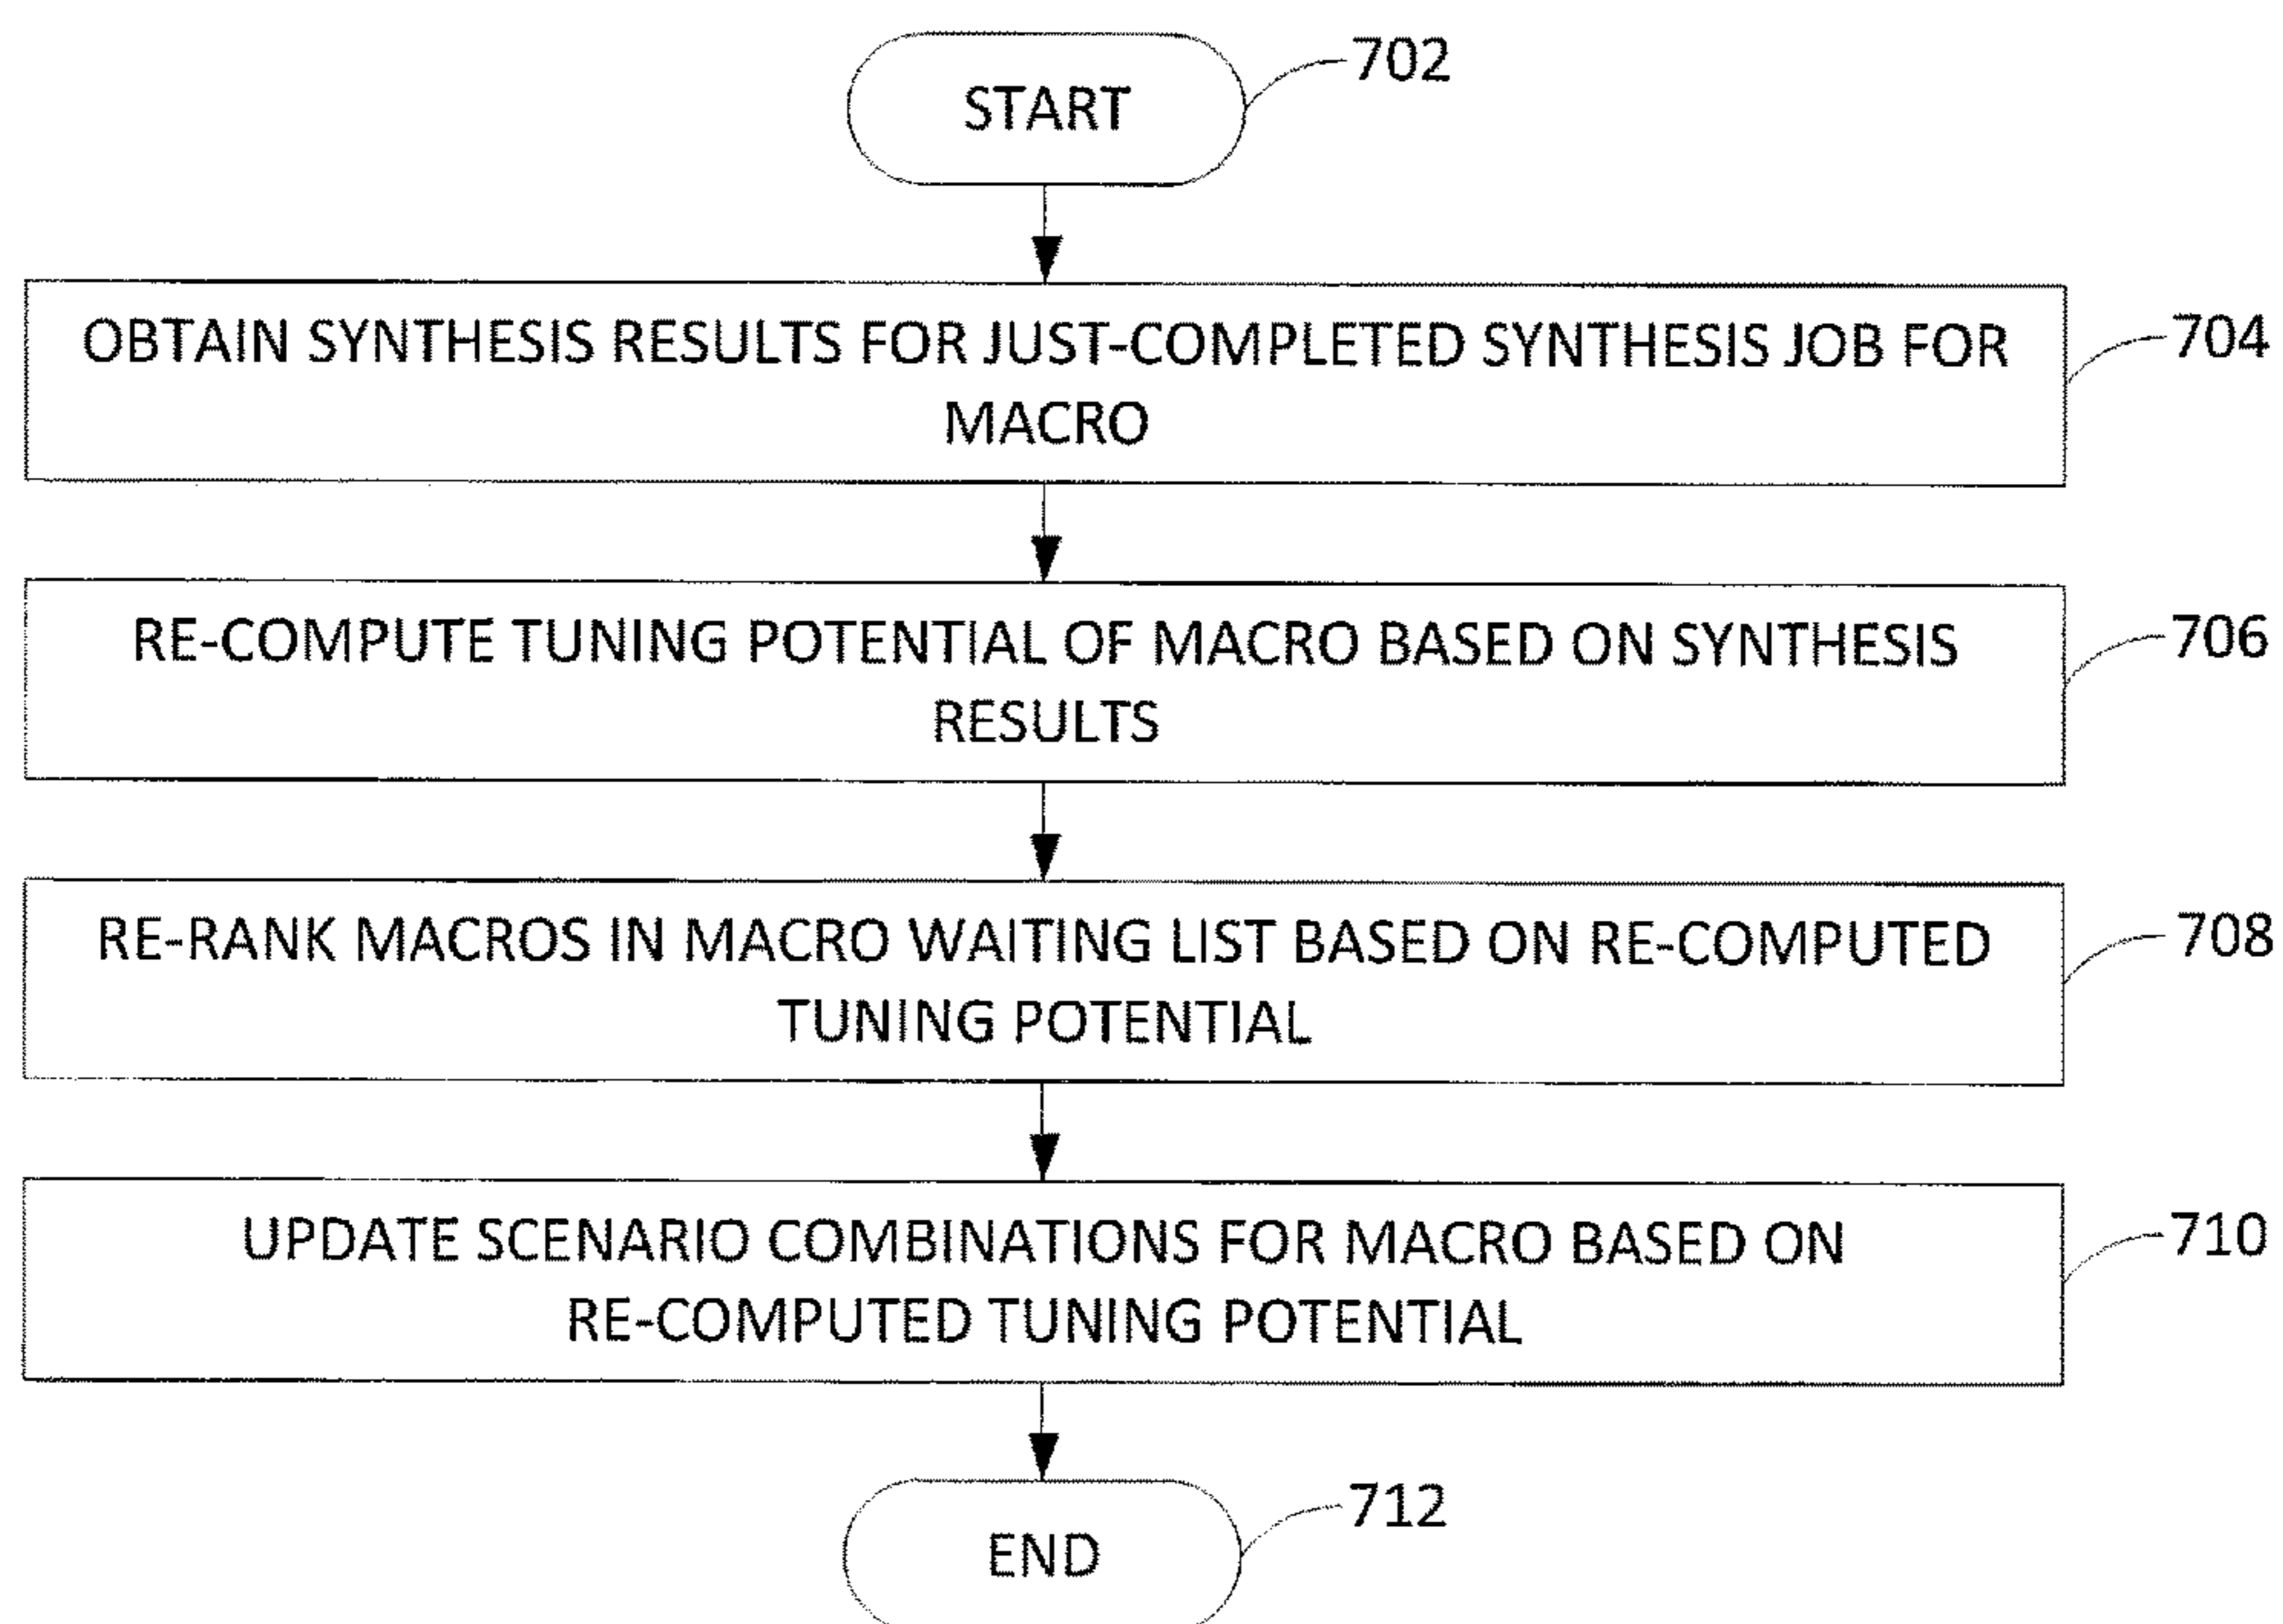 START
702
OBTAIN SYNTHESIS RESULTS FOR JUST-COMPLETED SYNTHESIS JOB FOR
MACRO
704
RE-COMPUTE TUNING POTENTIAL OF MACRO BASED ON SYNTHESIS
RESULTS
706
RE-RANK MACROS IN MACRO WAITING LIST BASED ON RE-COMPUTED
TUNING POTENTIAL
708
UPDATE SCENARIO COMBINATIONS FOR MACRO BASED ON
RE-COMPUTED TUNING POTENTIAL
710
END
712